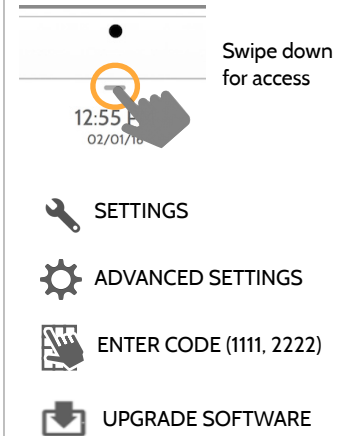 Swipe down
for access
12:55
02/01/18
SETTINGS
ADVANCED SETTINGS
ENTER CODE (1111, 2222)
UPGRADE SOFTWARE